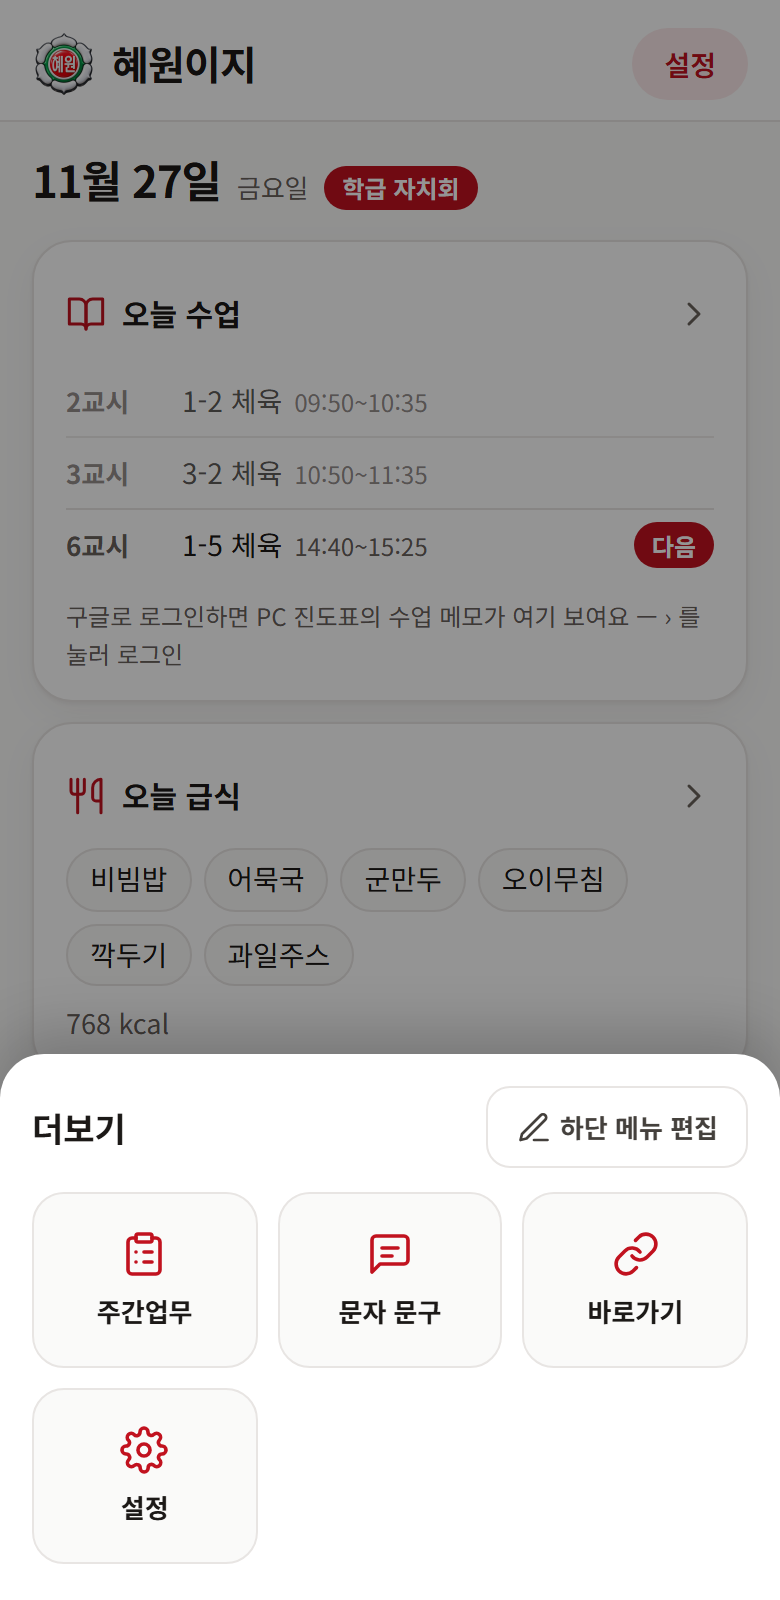 혜원
혜원이지
설정
11월 27일 금요일 학급 자치회
오늘 수업
2교시 1-2 체육 09:50~10:35
3교시 3-2 체육 10:50~11:35
6교시 1-5 체육 14:40~15:25 다음
구글로 로그인하면 PC 진도표의 수업 메모가 여기 보여요 — › 를
눌러 로그인
오늘 급식
비빔밥 어묵국 군만두 오이무침
깍두기 과일주스
768 kcal
더보기
하단 메뉴 편집
주간업무 문자 문구 바로가기
설정